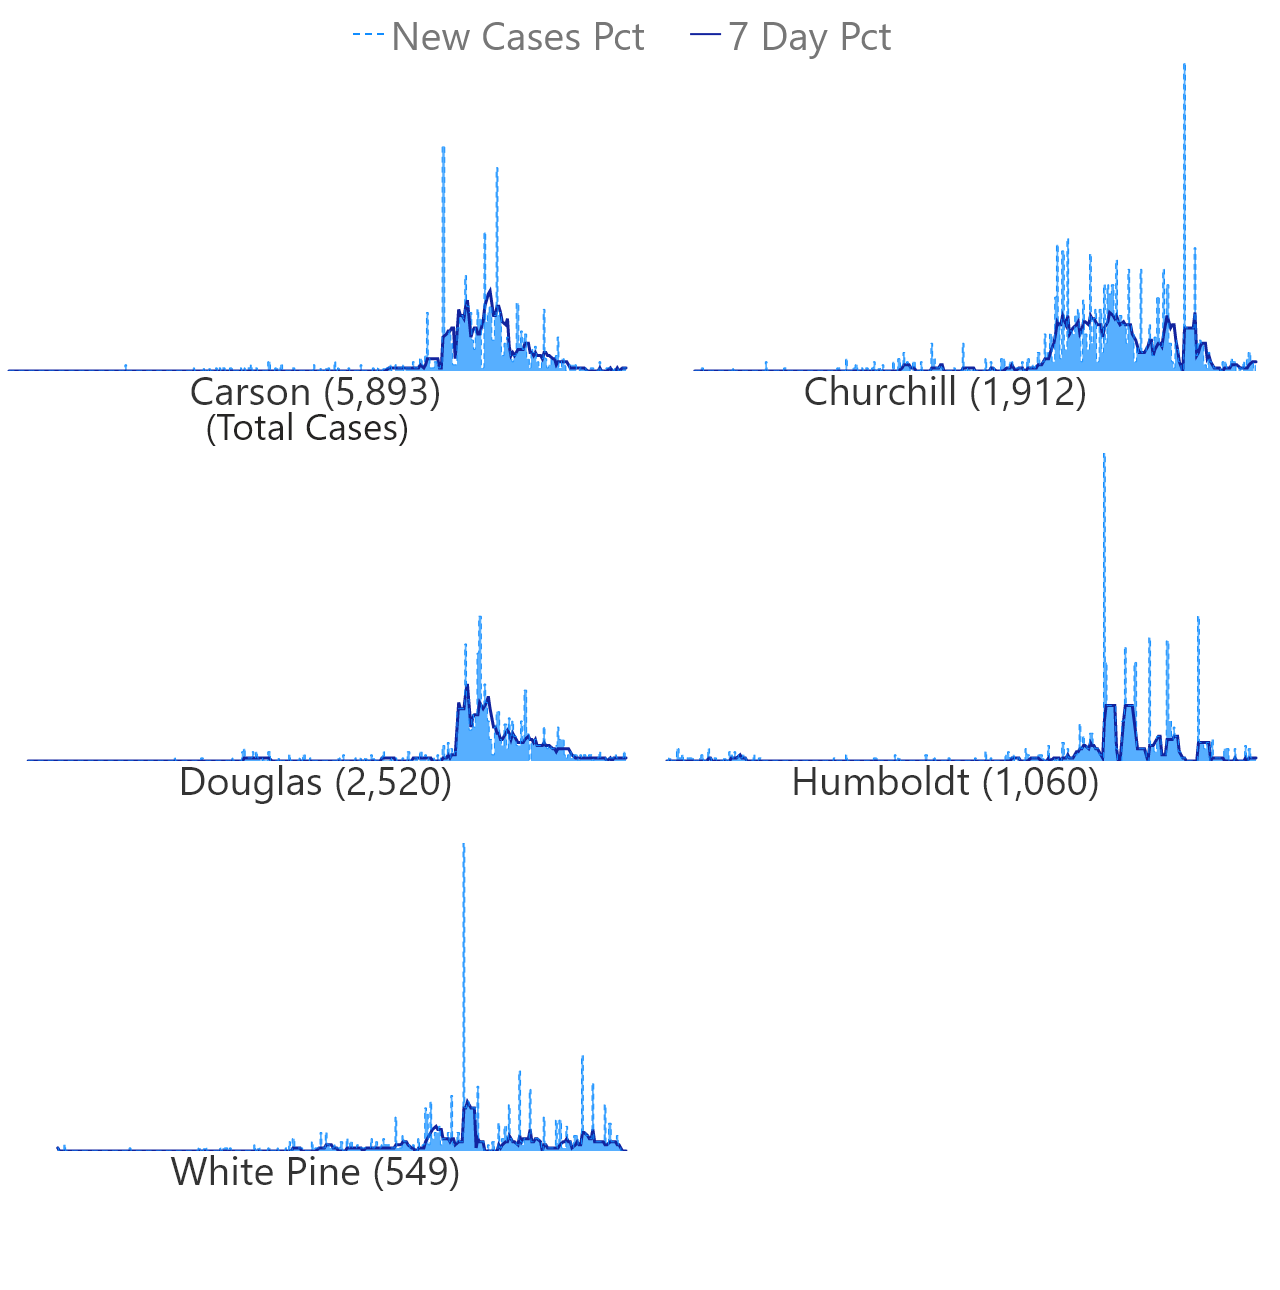 New Cases Pct 7 Day Pct
Carson (5,893) Churchill (1,912)
(Total Cases)
Douglas (2,520) Humboldt (1,060)
White Pine (549)